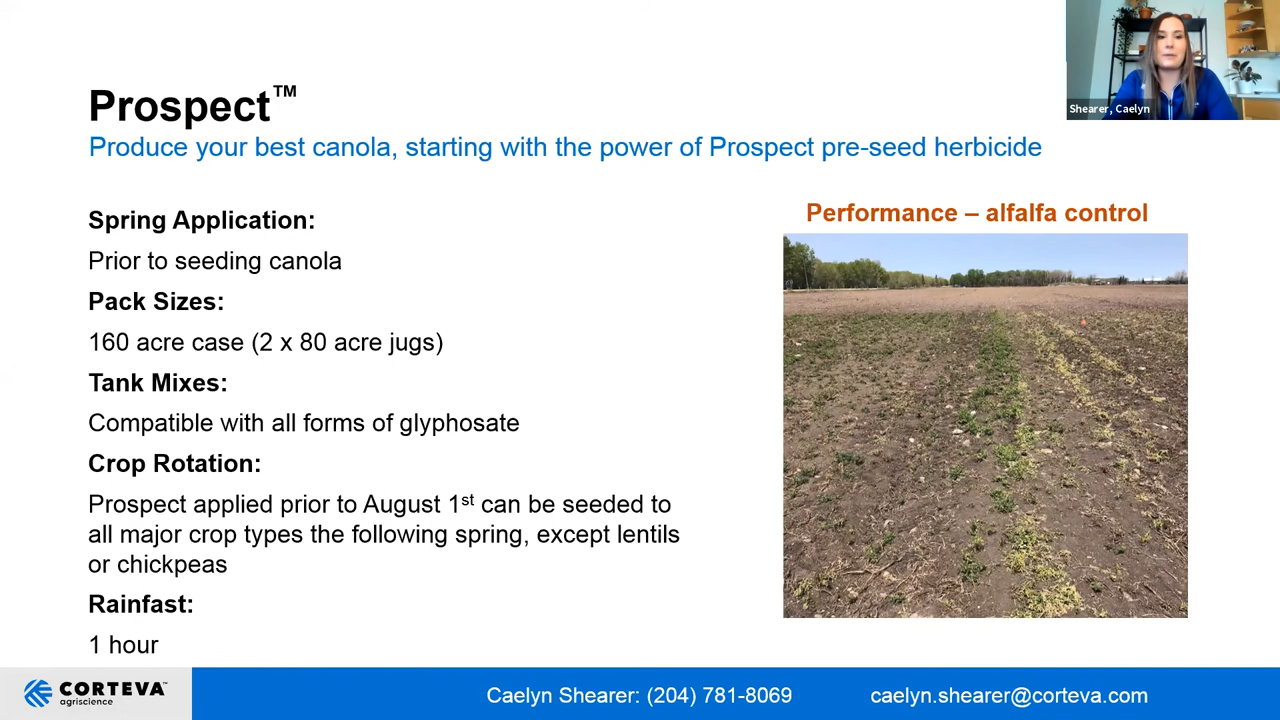 Shearer, Caelyn
Prospect™
Produce your best canola, starting with the power of Prospect pre-seed herbicide
Spring Application:
Prior to seeding canola
Pack Sizes:
160 acre case (2 x 80 acre jugs)
Tank Mixes:
Compatible with all forms of glyphosate
Crop Rotation:
Prospect applied prior to August 1st can be seeded to
all major crop types the following spring, except lentils
or chickpeas
Rainfast:
1 hour
Performance – alfalfa control
CORTEVA™
agriscience
Caelyn Shearer: (204) 781-8069
caelyn.shearer@corteva.com